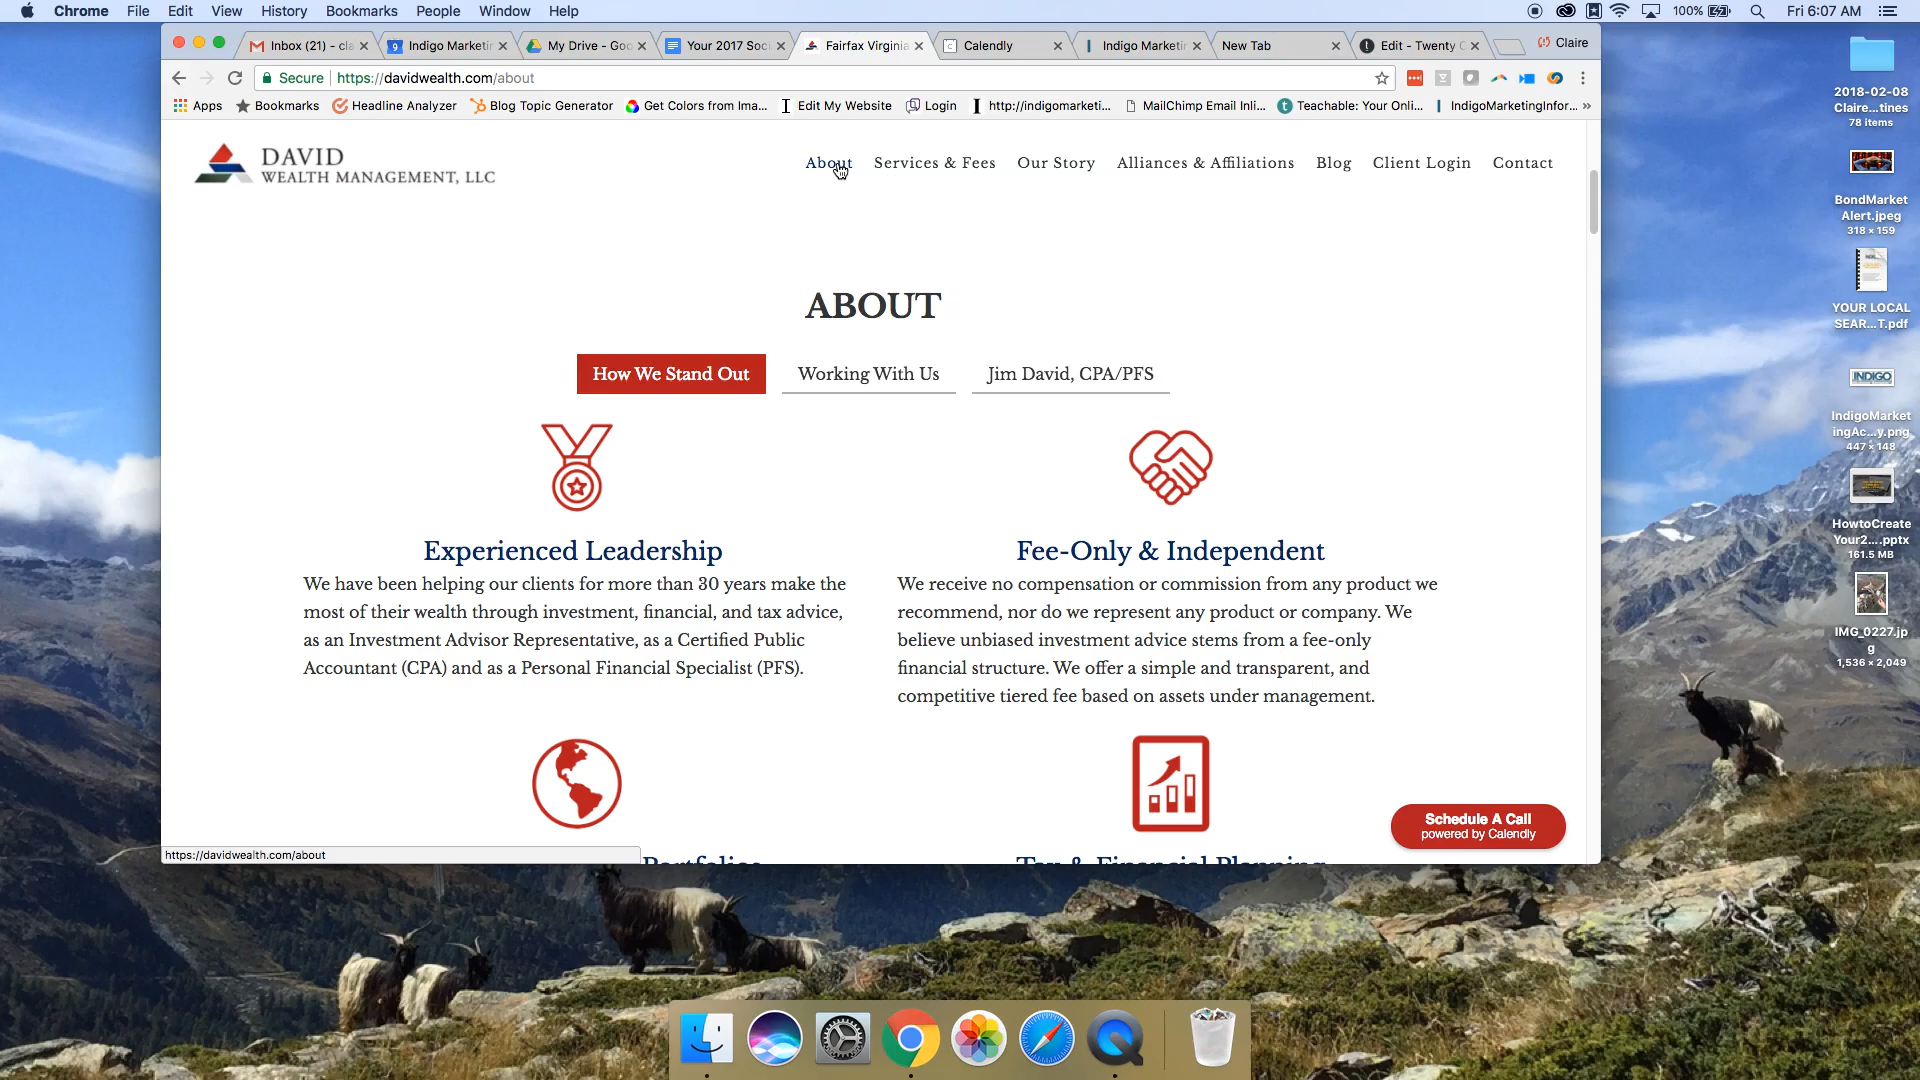 Chrome File Edit View History Bookmarks People Window Help
100% Fri 6:07 AM
Inbox (21) - cla
Indigo Marketin
My Drive - Goo
Your 2017 Soci
Fairfax Virginia
Calendly
Indigo Marketin
New Tab
Edit - Twenty O
Claire
Secure https://davidwealth.com/about
Apps Bookmarks Headline Analyzer Blog Topic Generator Get Colors from Ima... Edit My Website Login http://indigomarketi... MailChimp Email Inli... Teachable: Your Onli... IndigoMarketingInfor... »
DAVID
WEALTH MANAGEMENT, LLC
About Services & Fees Our Story Alliances & Affiliations Blog Client Login Contact
ABOUT
How We Stand Out Working With Us Jim David, CPA/PFS
Experienced Leadership
We have been helping our clients for more than 30 years make the
most of their wealth through investment, financial, and tax advice,
as an Investment Advisor Representative, as a Certified Public
Accountant (CPA) and as a Personal Financial Specialist (PFS).
Fee-Only & Independent
We receive no compensation or commission from any product we
recommend, nor do we represent any product or company. We
believe unbiased investment advice stems from a fee-only
financial structure. We offer a simple and transparent, and
competitive tiered fee based on assets under management.
Portfolios
Tax & Financial Planning
Schedule A Call
powered by Calendly
https://davidwealth.com/about
2018-02-08
Claire...tines
78 items
BondMarket
Alert.jpeg
318 × 159
YOUR LOCAL
SEAR...T.pdf
INDIGO
IndigoMarket
ingAc...y.png
447 × 148
HowtoCreate
Your2....pptx
161.5 MB
IMG_0227.jp
g
1,536 × 2,049